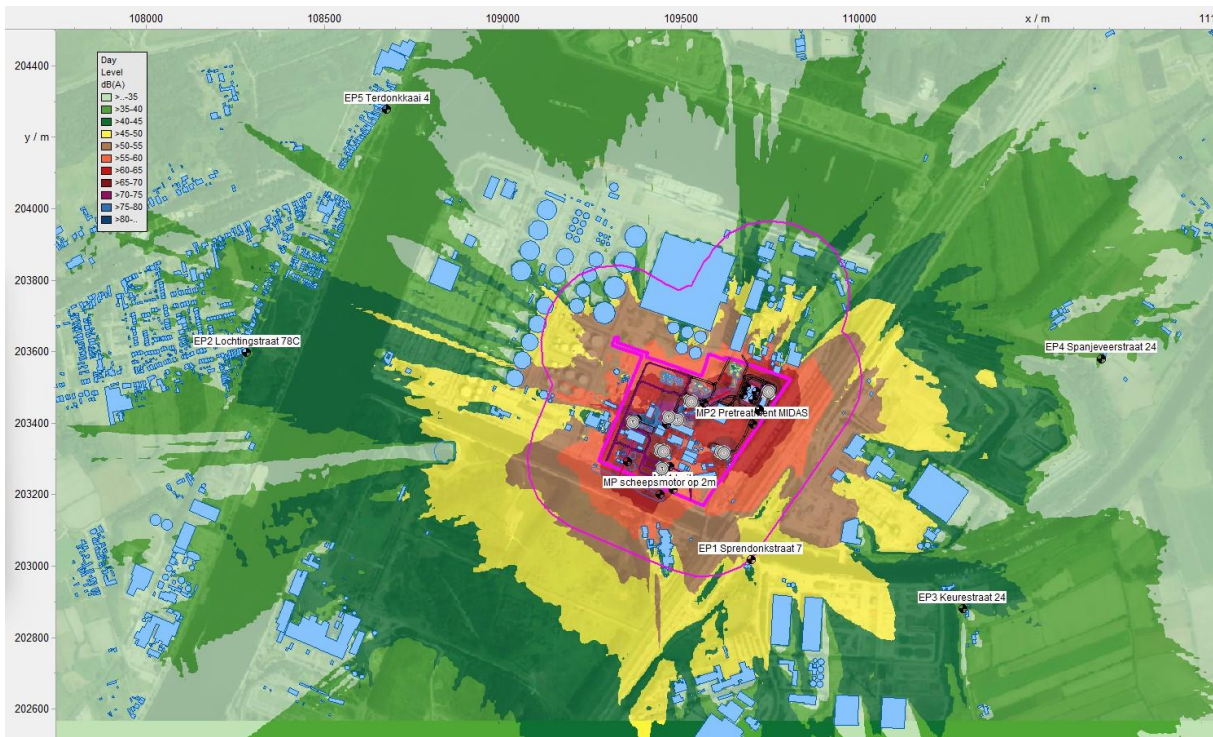 108000 108500 109000 109500 110000 x / m 111
204400
y / m
204000
203800
203600
203400
203200
203000
202800
202600
Day
Level
dB(A)
>..-35
>35-40
>40-45
>45-50
>50-55
>55-60
>60-65
>65-70
>70-75
>75-80
>80-..
EP5 Terdonkkaai 4
EP2 Lochtingstraat 78C
EP4 Spanjeveerstraat 24
MP2 Pretreatment MIDAS
MP scheepsmotor op 2m
EP1 Sprendonkstraat 7
EP3 Keurestraat 24